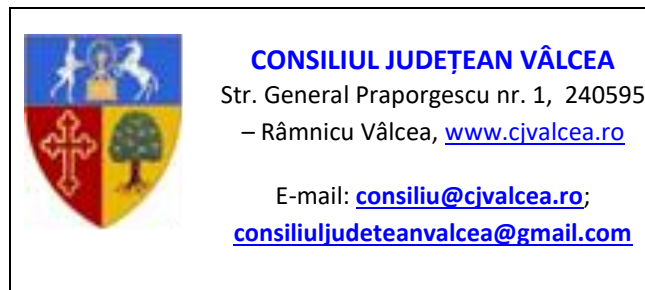 CONSILIUL JUDEȚEAN VÂLCEA
Str. General Praporgescu nr. 1, 240595
– Râmnicu Vâlcea, www.cjvalcea.ro
E-mail: consiliu@cjvalcea.ro;
consiliuljudeteanvalcea@gmail.com